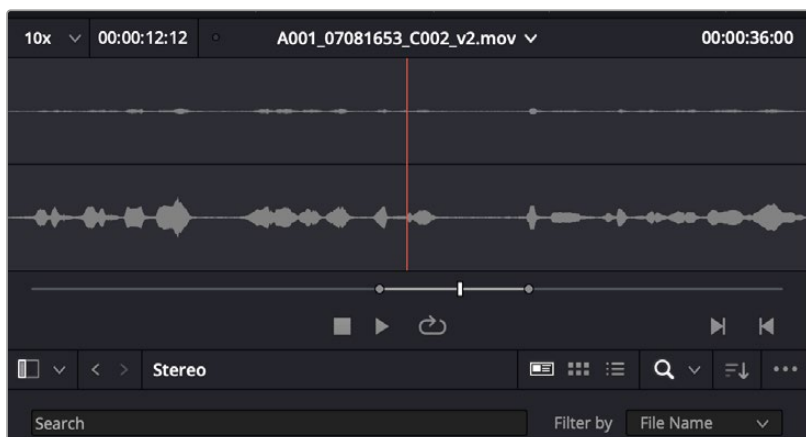 10x 00:00:12:12 A001_07081653_C002_v2.mov 00:00:36:00
Stereo
Search Filter by File Name